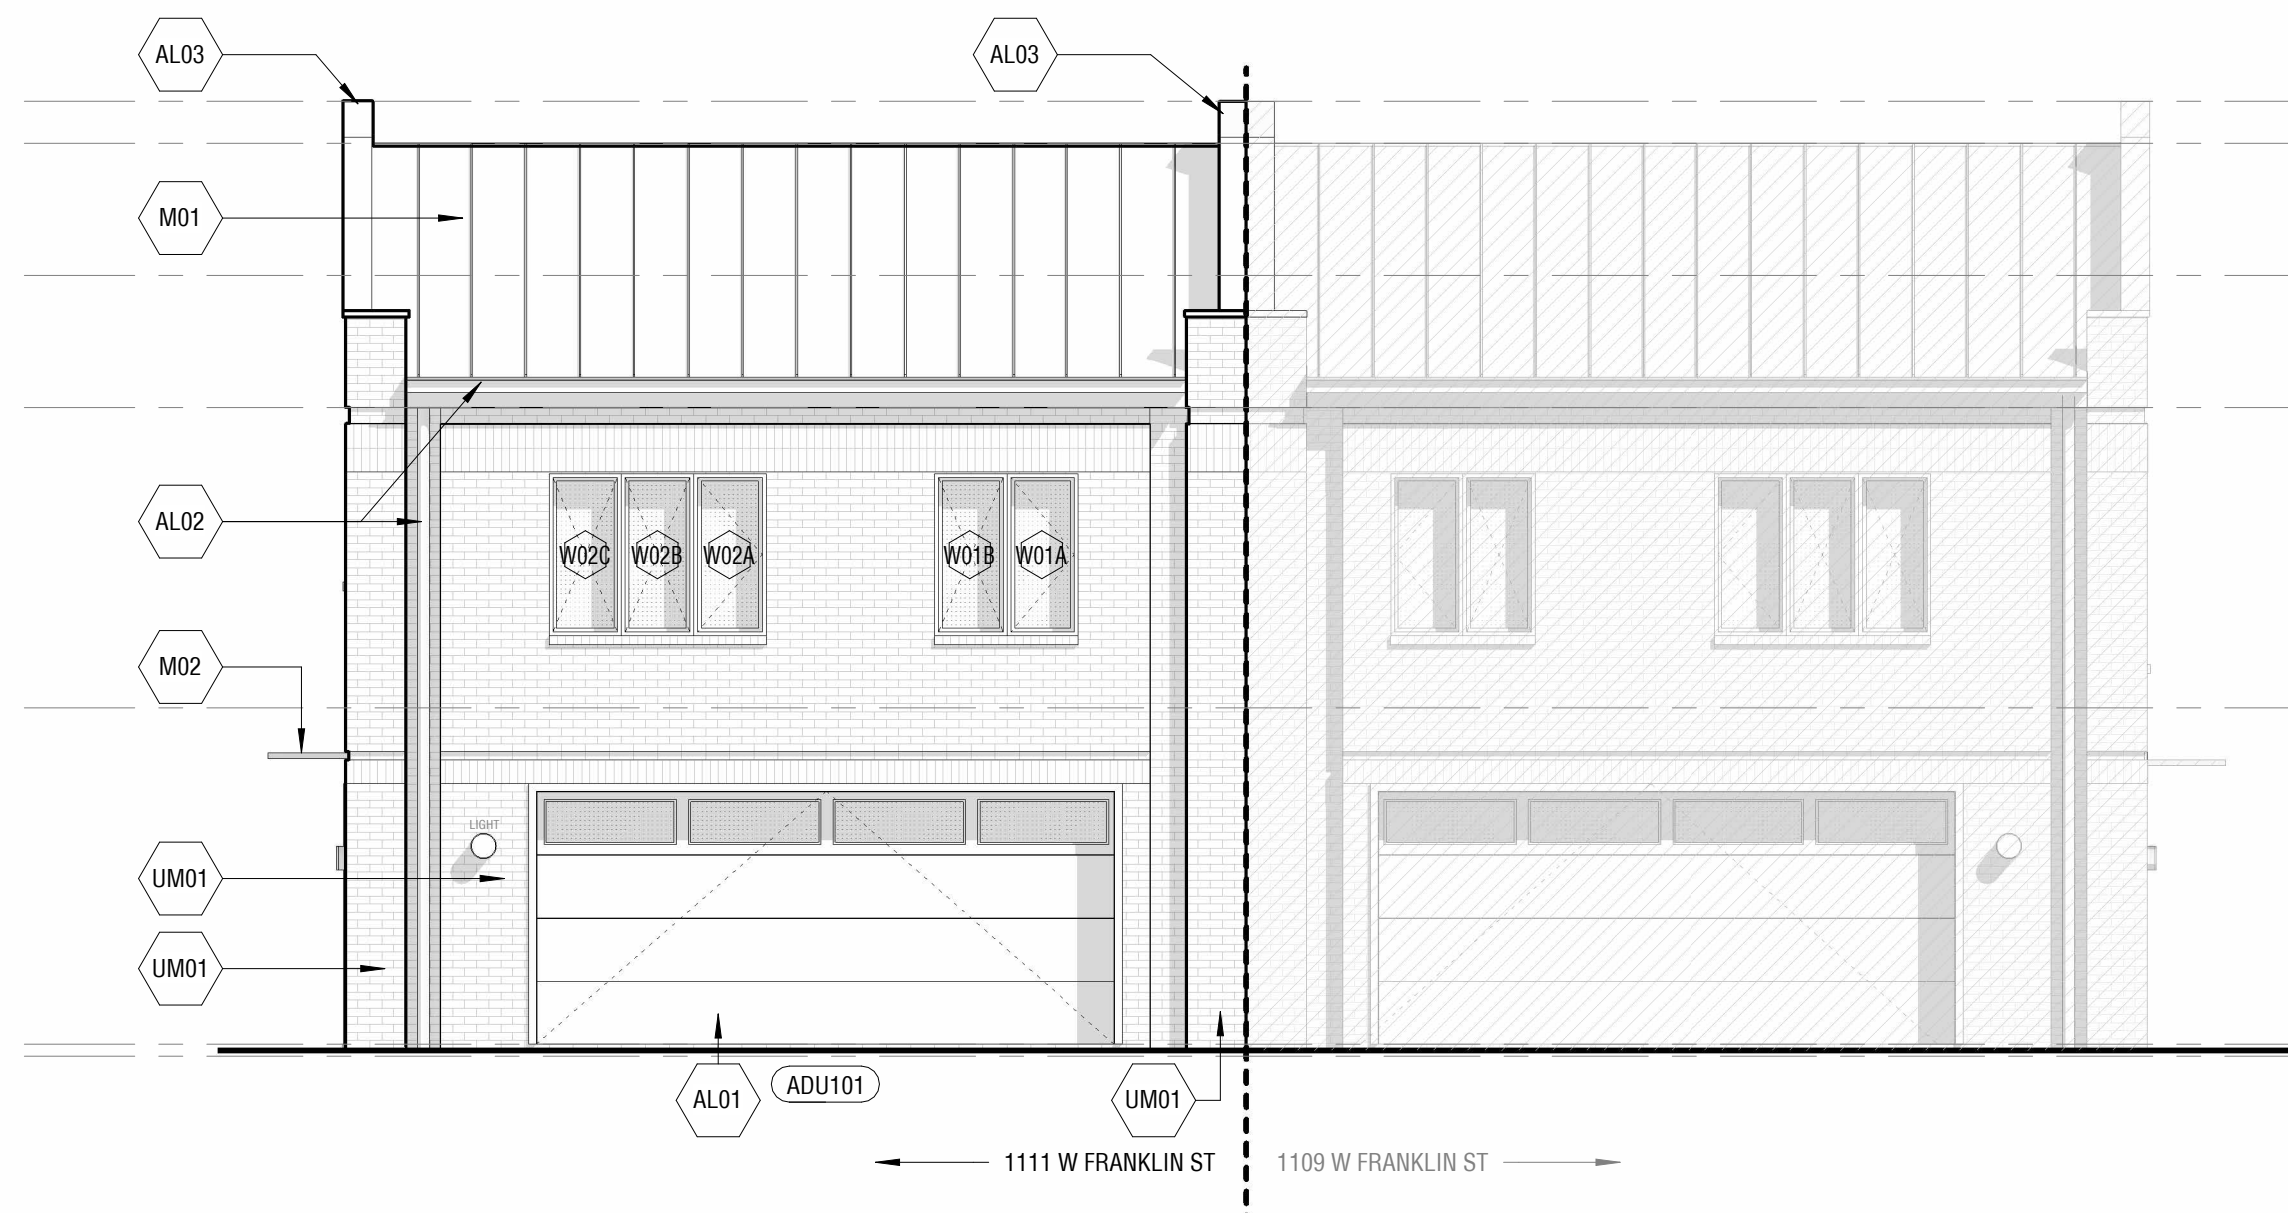 AL03
AL03
M01
AL02
W02C
W02B
W02A
W01B
W01A
M02
LIGHT
UM01
UM01
AL01
ADU101
UM01
1111 W FRANKLIN ST
1109 W FRANKLIN ST